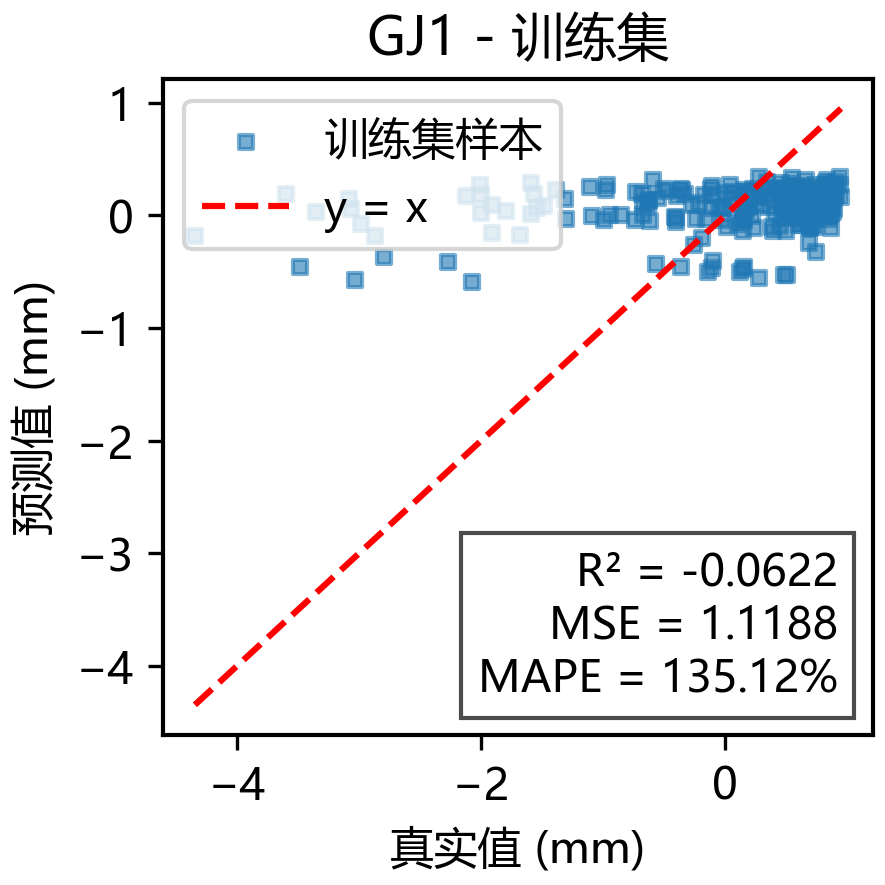 GJ1 - 训练集
训练集样本
y = x
1
0
−1
−2
−3
−4
预测值 (mm)
R² = -0.0622
MSE = 1.1188
MAPE = 135.12%
−4
−2
0
真实值 (mm)